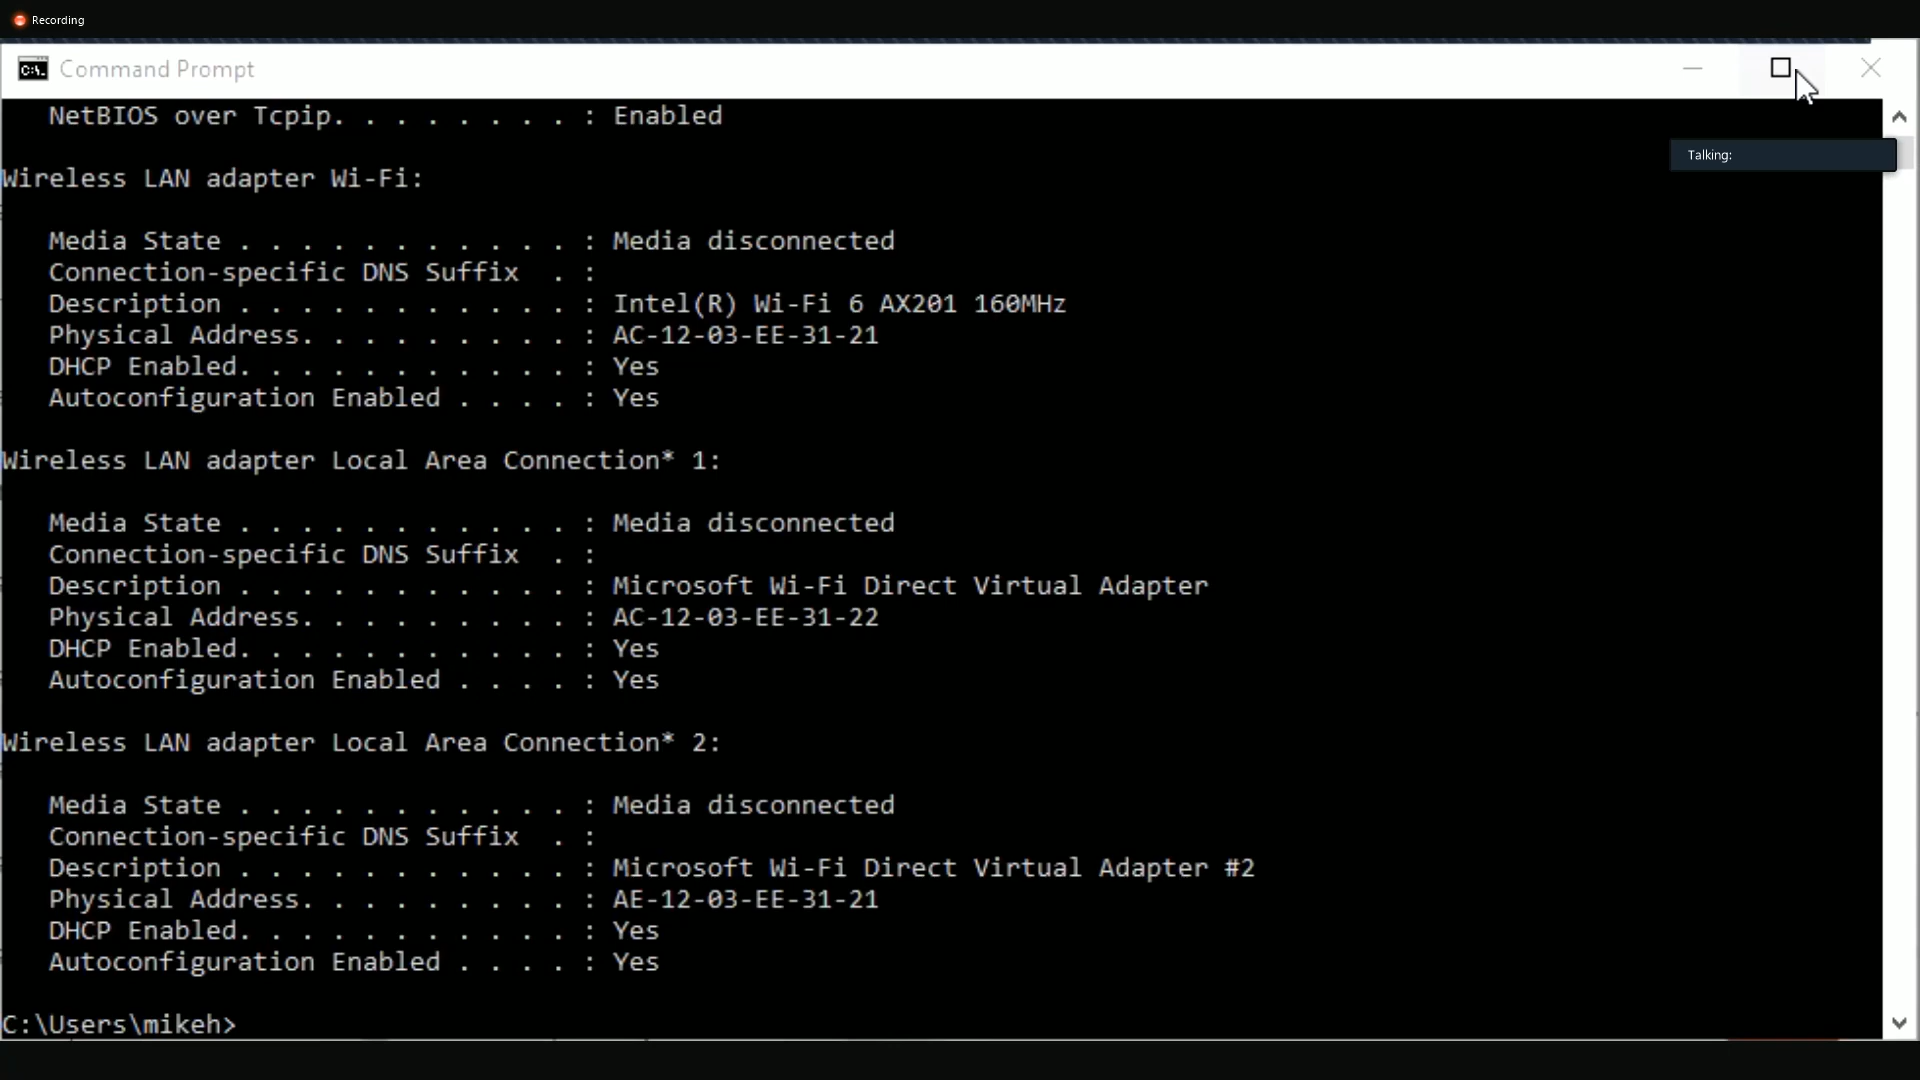 Recording
Command Prompt
NetBIOS over Tcpip. . . . . . . . : Enabled
Talking:
Wireless LAN adapter Wi-Fi:
Media State . . . . . . . . . . . : Media disconnected
Connection-specific DNS Suffix  . :
Description . . . . . . . . . . . : Intel(R) Wi-Fi 6 AX201 160MHz
Physical Address. . . . . . . . . : AC-12-03-EE-31-21
DHCP Enabled. . . . . . . . . . . : Yes
Autoconfiguration Enabled . . . . : Yes
Wireless LAN adapter Local Area Connection* 1:
Media State . . . . . . . . . . . : Media disconnected
Connection-specific DNS Suffix  . :
Description . . . . . . . . . . . : Microsoft Wi-Fi Direct Virtual Adapter
Physical Address. . . . . . . . . : AC-12-03-EE-31-22
DHCP Enabled. . . . . . . . . . . : Yes
Autoconfiguration Enabled . . . . : Yes
Wireless LAN adapter Local Area Connection* 2:
Media State . . . . . . . . . . . : Media disconnected
Connection-specific DNS Suffix  . :
Description . . . . . . . . . . . : Microsoft Wi-Fi Direct Virtual Adapter #2
Physical Address. . . . . . . . . : AE-12-03-EE-31-21
DHCP Enabled. . . . . . . . . . . : Yes
Autoconfiguration Enabled . . . . : Yes
C:\Users\mikeh>